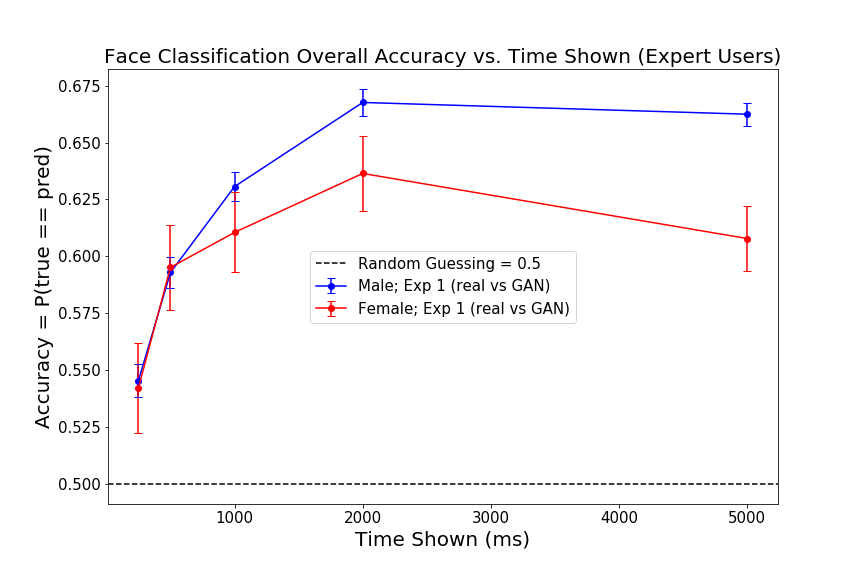 Face Classification Overall Accuracy vs. Time Shown (Expert Users)
Accuracy = P(true == pred)
0.675
0.650
0.625
0.600
0.575
0.550
0.525
0.500
Random Guessing = 0.5
Male; Exp 1 (real vs GAN)
Female; Exp 1 (real vs GAN)
1000 2000 3000 4000 5000
Time Shown (ms)